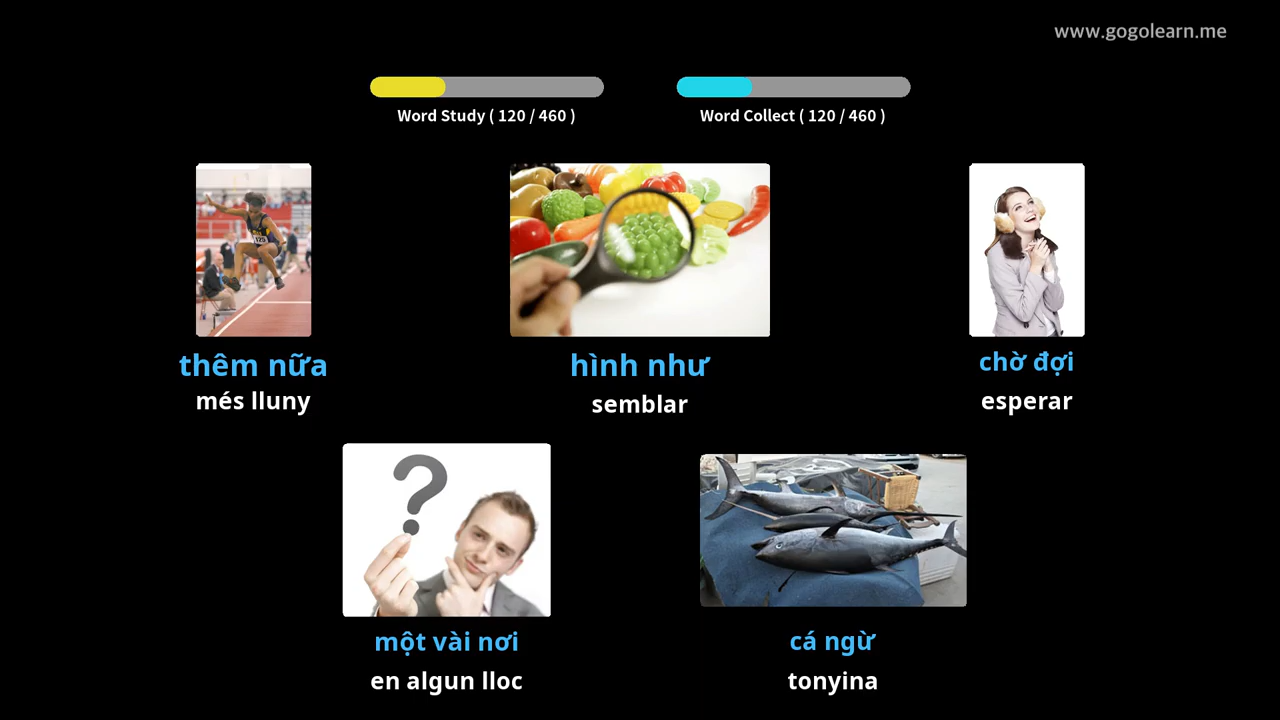 www.gogolearn.me
Word Study ( 120 / 460 )
Word Collect ( 120 / 460 )
thêm nữa
més lluny
hình như
semblar
chờ đợi
esperar
một vài nơi
en algun lloc
cá ngừ
tonyina